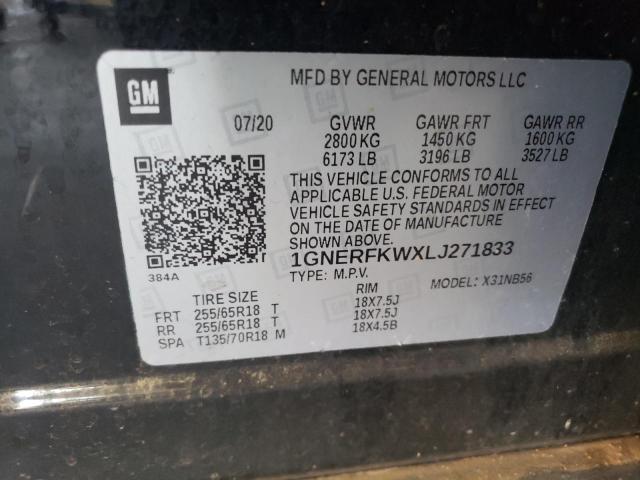 GM
MFD BY GENERAL MOTORS LLC
07/20 GVWR GAWR FRT GAWR RR
2800 KG 1450 KG 1600 KG
6173 LB 3196 LB 3527 LB
THIS VEHICLE CONFORMS TO ALL
APPLICABLE U.S. FEDERAL MOTOR
VEHICLE SAFETY STANDARDS IN EFFECT
ON THE DATE OF MANUFACTURE
SHOWN ABOVE.
384A
1GNERFKWXLJ271833
TYPE: M.P.V. MODEL: X31NB56
TIRE SIZE RIM
FRT 255/65R18 T 18X7.5J
RR 255/65R18 T 18X7.5J
SPA T135/70R18 M 18X4.5B